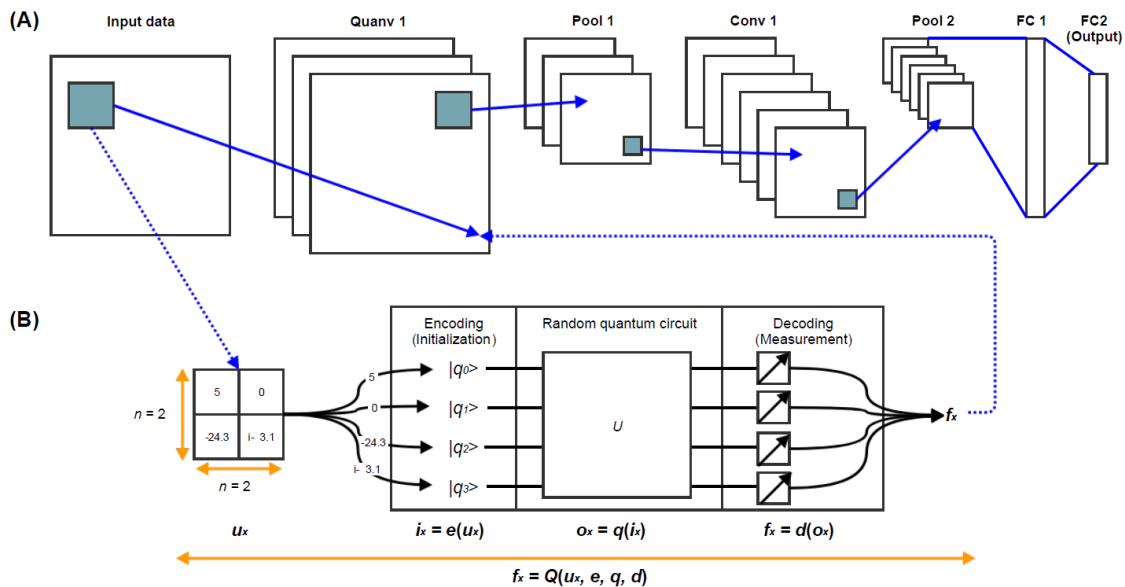 (A)
Input data
Quanv 1
Pool 1
Conv 1
Pool 2
FC 1
FC2
(Output)
(B)
Encoding
(Initialization)
Random quantum circuit
Decoding
(Measurement)
5 0
-24.3 i- 3.1
n = 2
n = 2
5
0
-24.3
i- 3.1
|q0>
|q1>
|q2>
|q3>
U
fx
ux
ix = e(ux)
ox = q(ix)
fx = d(ox)
fx = Q(ux, e, q, d)